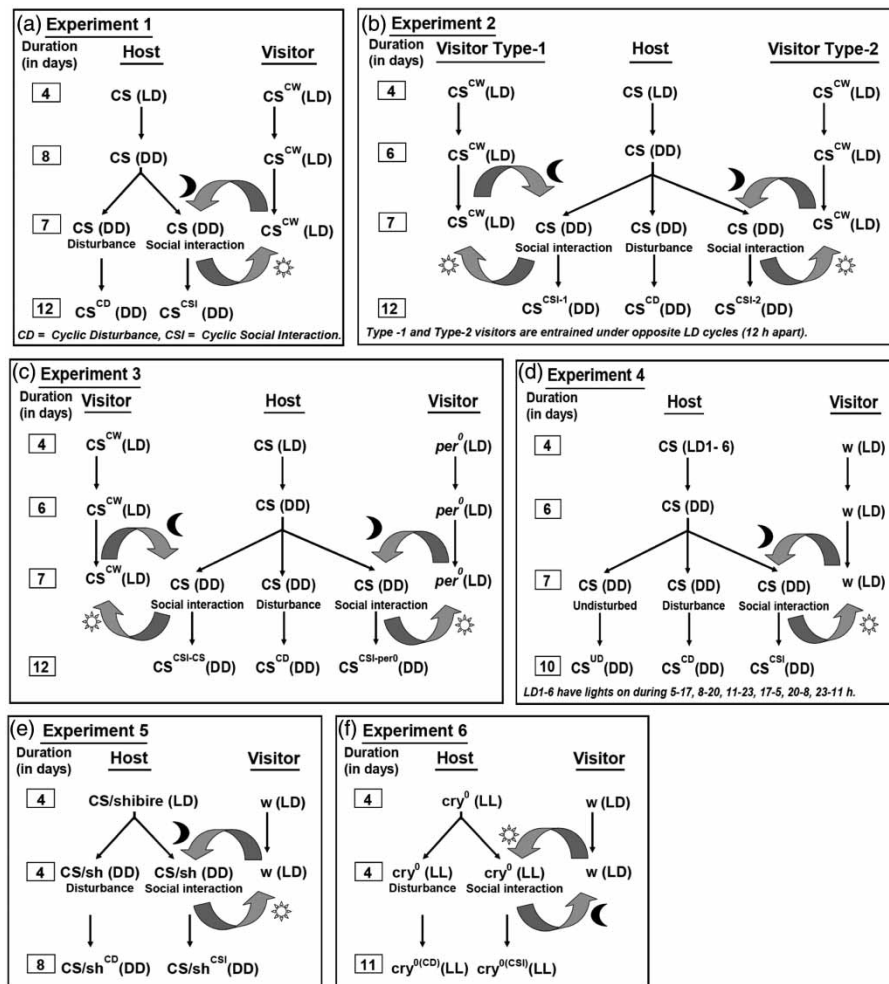 (a) Experiment 1
Duration (in days) Host Visitor
4 CS (LD) CS^CW (LD)
8 CS (DD) CS^CW (LD)
7 CS (DD) CS (DD) CS^CW (LD)
Disturbance Social interaction
12 CS^CD (DD) CS^CSI (DD)
CD = Cyclic Disturbance, CSI = Cyclic Social Interaction.
(b) Experiment 2
Duration (in days) Visitor Type-1 Host Visitor Type-2
4 CS^CW (LD) CS (LD) CS^CW (LD)
6 CS^CW (LD) CS (DD) CS^CW (LD)
7 CS^CW (LD) CS (DD) CS (DD) CS (DD) CS^CW (LD)
Social interaction Disturbance Social interaction
12 CS^CSI-1 (DD) CS^CD (DD) CS^CSI-2 (DD)
Type -1 and Type-2 visitors are entrained under opposite LD cycles (12 h apart).
(c) Experiment 3
Duration (in days) Visitor Host Visitor
4 CS^CW (LD) CS (LD) per^0 (LD)
6 CS^CW (LD) CS (DD) per^0 (LD)
7 CS^CW (LD) CS (DD) CS (DD) CS (DD) per^0 (LD)
Social interaction Disturbance Social interaction
12 CS^CSI-CS (DD) CS^CD (DD) CS^CSI-per0 (DD)
(d) Experiment 4
Duration (in days) Host Visitor
4 CS (LD1- 6) w (LD)
6 CS (DD) w (LD)
7 CS (DD) CS (DD) CS (DD) w (LD)
Undisturbed Disturbance Social interaction
10 CS^UD (DD) CS^CD (DD) CS^CSI (DD)
LD1-6 have lights on during 5-17, 8-20, 11-23, 17-5, 20-8, 23-11 h.
(e) Experiment 5
Duration (in days) Host Visitor
4 CS/shibire (LD) w (LD)
4 CS/sh (DD) CS/sh (DD) w (LD)
Disturbance Social interaction
8 CS/sh^CD (DD) CS/sh^CSI (DD)
(f) Experiment 6
Duration (in days) Host Visitor
4 cry^0 (LL) w (LD)
4 cry^0 (LL) cry^0 (LL) w (LD)
Disturbance Social interaction
11 cry^0(CD) (LL) cry^0(CSI) (LL)